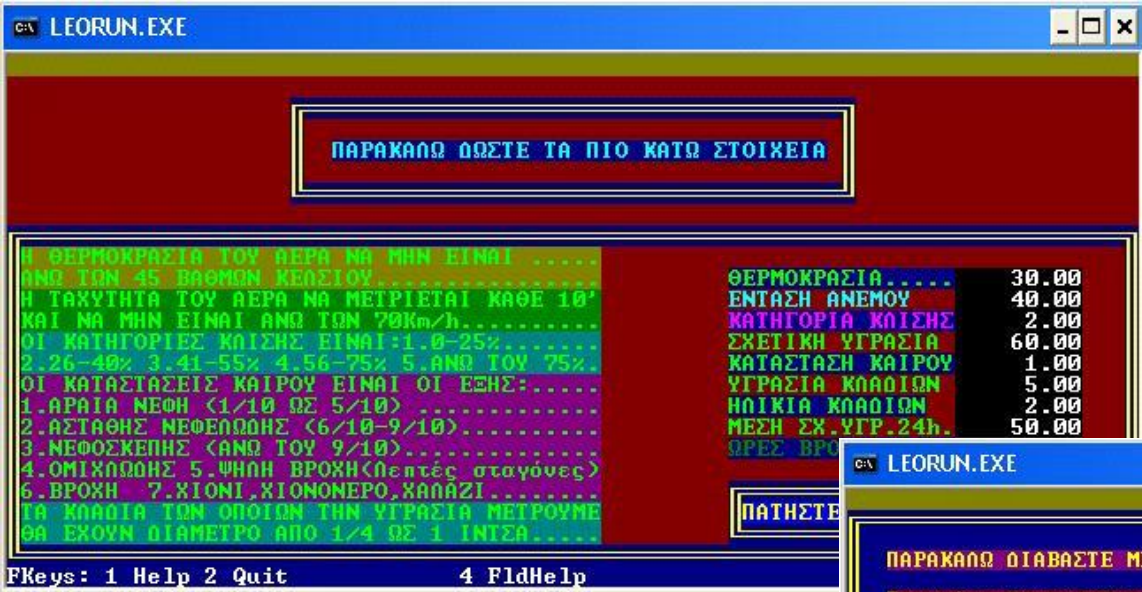 LEORUN.EXE
ΠΑΡΑΚΑΛΩ ΔΩΣΤΕ ΤΑ ΠΙΟ ΚΑΤΩ ΣΤΟΙΧΕΙΑ
Η ΘΕΡΜΟΚΡΑΣΙΑ ΤΟΥ ΑΕΡΑ ΝΑ ΜΗΝ ΕΙΝΑΙ .....
ΑΝΩ ΤΩΝ 45 ΒΑΘΜΩΝ ΚΕΛΣΙΟΥ.................
Η ΤΑΧΥΤΗΤΑ ΤΟΥ ΑΕΡΑ ΝΑ ΜΕΤΡΙΕΤΑΙ ΚΑΘΕ 10'
ΚΑΙ ΝΑ ΜΗΝ ΕΙΝΑΙ ΑΝΩ ΤΩΝ 70Km/h..........
ΟΙ ΚΑΤΗΓΟΡΙΕΣ ΚΛΙΣΗΣ ΕΙΝΑΙ:1.0-25%.......
2.26-40% 3.41-55% 4.56-75% 5.ΑΝΩ ΤΟΥ 75%.
ΟΙ ΚΑΤΑΣΤΑΣΕΙΣ ΚΑΙΡΟΥ ΕΙΝΑΙ ΟΙ ΕΞΗΣ:.....
1.ΑΡΑΙΑ ΝΕΦΗ (1/10 ΩΣ 5/10) .............
2.ΑΣΤΑΘΗΣ ΝΕΦΕΛΩΔΗΣ (6/10-9/10)..........
3.ΝΕΦΟΣΚΕΠΗΣ (ΑΝΩ ΤΟΥ 9/10)..............
4.ΟΜΙΧΛΩΔΗΣ 5.ΨΗΛΗ ΒΡΟΧΗ(Λεπτές σταγόνες)
6.ΒΡΟΧΗ 7.ΧΙΟΝΙ,ΧΙΟΝΟΝΕΡΟ,ΧΑΛΑΖΙ........
ΤΑ ΚΛΑΔΙΑ ΤΩΝ ΟΠΟΙΩΝ ΤΗΝ ΥΓΡΑΣΙΑ ΜΕΤΡΟΥΜΕ
ΘΑ ΕΧΟΥΝ ΔΙΑΜΕΤΡΟ ΑΠΟ 1/4 ΩΣ 1 ΙΝΤΣΑ.....
ΘΕΡΜΟΚΡΑΣΙΑ..... 30.00
ΕΝΤΑΣΗ ΑΝΕΜΟΥ 40.00
ΚΑΤΗΓΟΡΙΑ ΚΛΙΣΗΣ 2.00
ΣΧΕΤΙΚΗ ΥΓΡΑΣΙΑ 60.00
ΚΑΤΑΣΤΑΣΗ ΚΑΙΡΟΥ 1.00
ΥΓΡΑΣΙΑ ΚΛΑΔΙΩΝ 5.00
ΗΛΙΚΙΑ ΚΛΑΔΙΩΝ 2.00
ΜΕΣΗ ΣΧ.ΥΓΡ.24h. 50.00
ΩΡΕΣ ΒΡΟ
ΠΑΤΗΣΤΕ
FKeys: 1 Help 2 Quit 4 FldHelp
LEORUN.EXE
ΠΑΡΑΚΑΛΩ ΔΙΑΒΑΣΤΕ